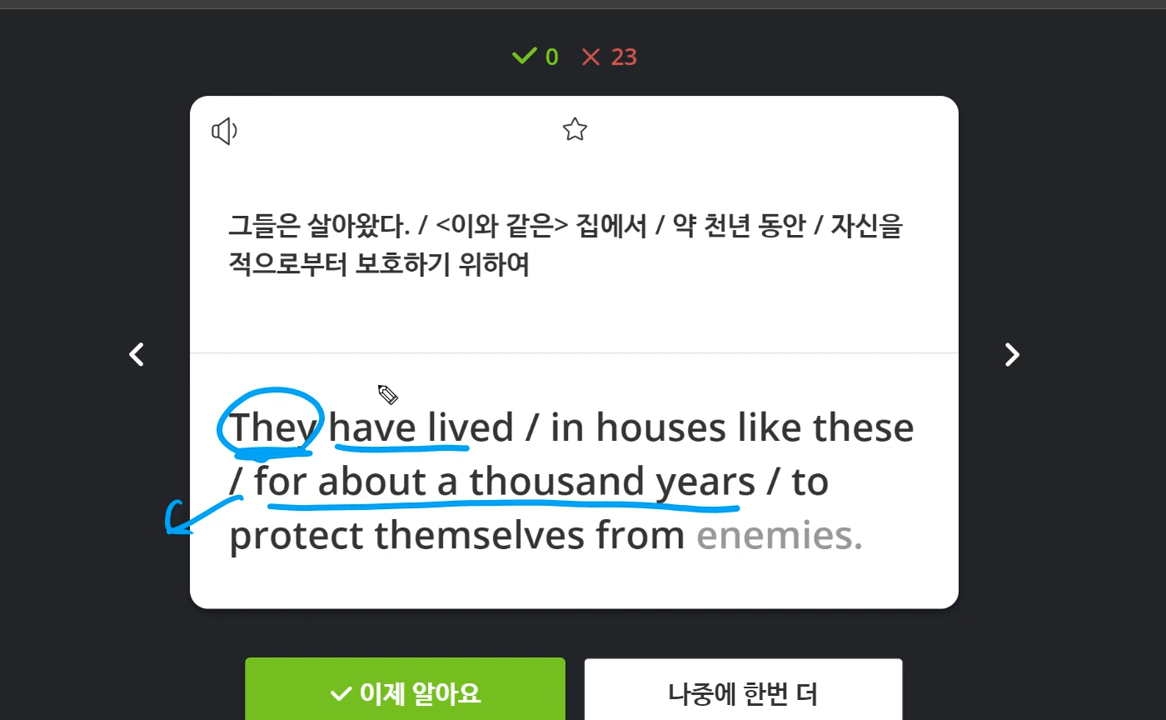 0 23
그들은 살아왔다. / <이와 같은> 집에서 / 약 천년 동안 / 자신을
적으로부터 보호하기 위하여
They have lived / in houses like these
/ for about a thousand years / to
protect themselves from enemies.
이제 알아요 나중에 한번 더